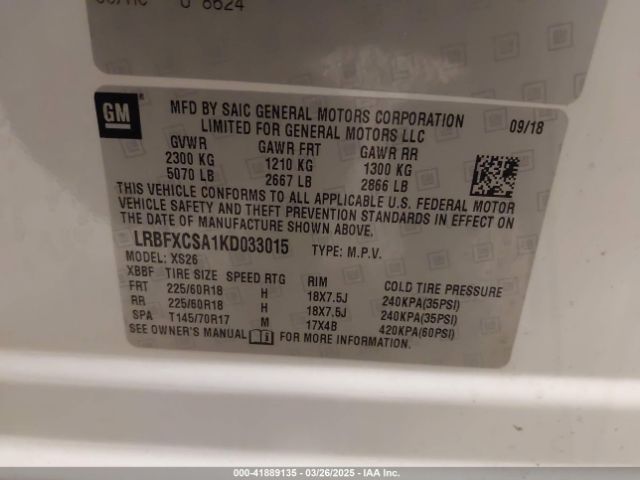 U 6624
GM
MFD BY SAIC GENERAL MOTORS CORPORATION
LIMITED FOR GENERAL MOTORS LLC
09/18
GVWR GAWR FRT GAWR RR
2300 KG 1210 KG 1300 KG
5070 LB 2667 LB 2866 LB
THIS VEHICLE CONFORMS TO ALL APPLICABLE U.S. FEDERAL MOTOR
VEHICLE SAFETY AND THEFT PREVENTION STANDARDS IN EFFECT ON
THE DATE OF MANUFACTURE SHOWN ABOVE.
LRBFXCSA1KD033015 TYPE: M.P.V.
MODEL: XS26
XBBF TIRE SIZE SPEED RTG RIM COLD TIRE PRESSURE
FRT 225/60R18 H 18X7.5J 240KPA(35PSI)
RR 225/60R18 H 18X7.5J 240KPA(35PSI)
SPA T145/70R17 M 17X4B 420KPA(60PSI)
SEE OWNER'S MANUAL FOR MORE INFORMATION.
000-41889135 - 03/26/2025 - IAAI.COM